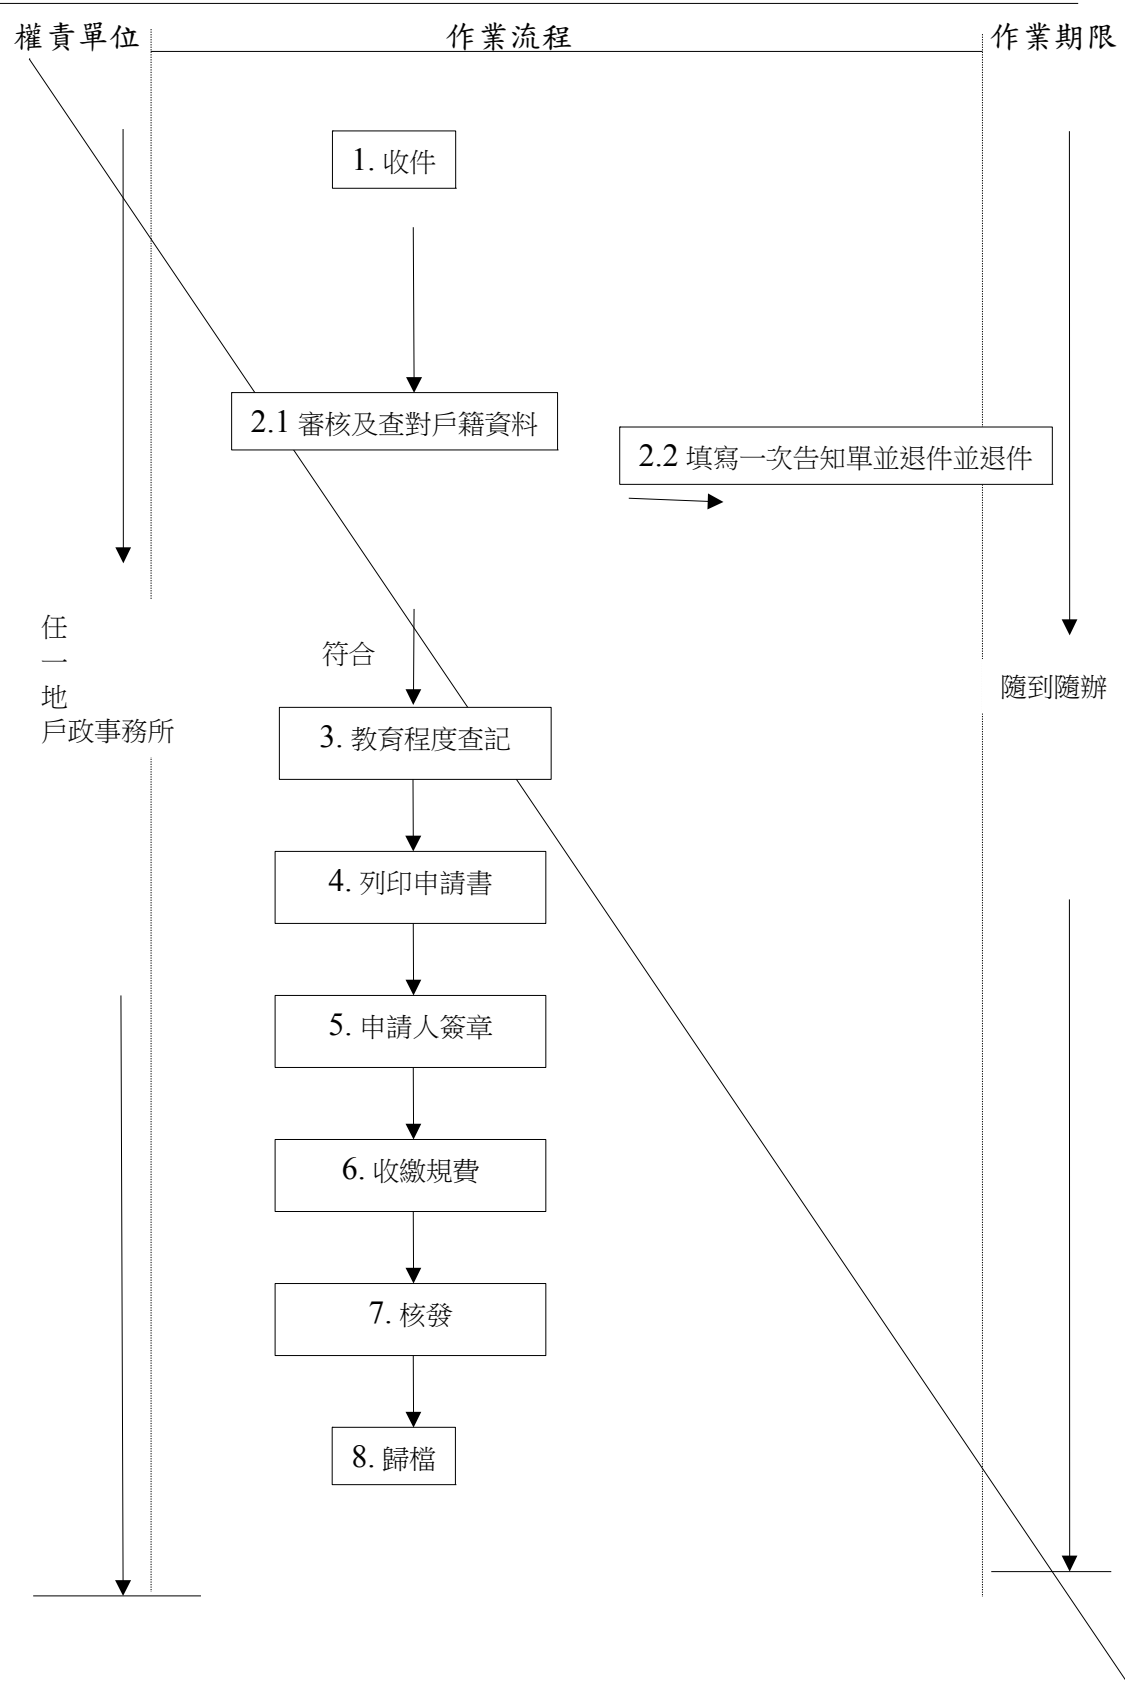 權責單位 作業流程 作業期限
1. 收件
2.1 審核及查對戶籍資料
2.2 填寫一次告知單並退件並退件
任
一
地
戶政事務所
符合
隨到隨辦
3. 教育程度查記
4. 列印申請書
5. 申請人簽章
6. 收繳規費
7. 核發
8. 歸檔